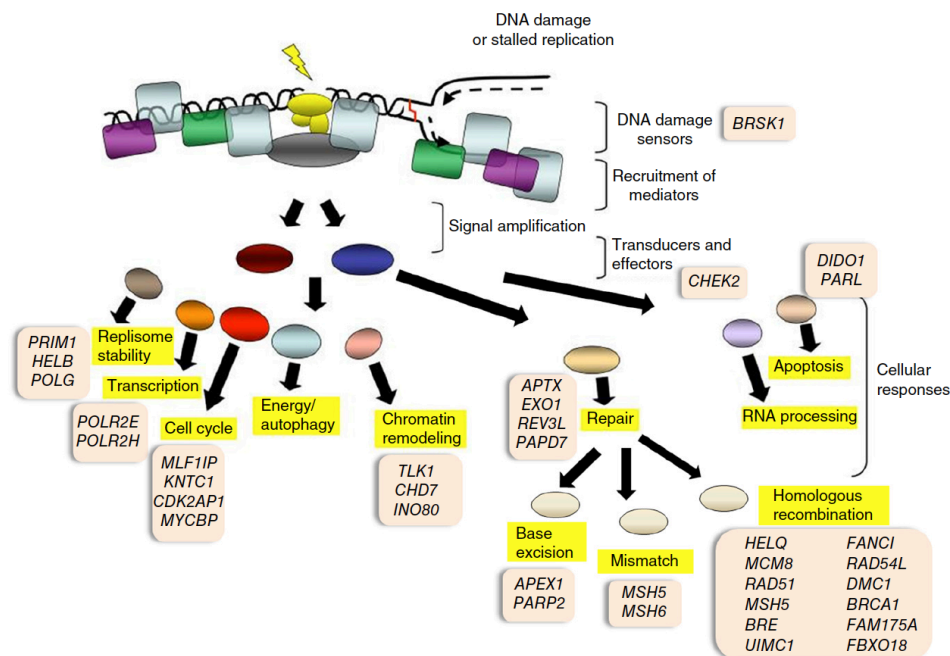 DNA damage
or stalled replication
DNA damage
sensors
BRSK1
Recruitment of
mediators
Signal amplification
Transducers and
effectors
CHEK2
DIDO1
PARL
PRIM1
HELB
POLG
Replisome
stability
Transcription
POLR2E
POLR2H
Cell cycle
MLF1IP
KNTC1
CDK2AP1
MYCBP
Energy/
autophagy
Chromatin
remodeling
TLK1
CHD7
INO80
APTX
EXO1
REV3L
PAPD7
Repair
Apoptosis
RNA processing
Cellular
responses
Base
excision
APEX1
PARP2
Mismatch
MSH5
MSH6
Homologous
recombination
HELQ FANCI
MCM8 RAD54L
RAD51 DMC1
MSH5 BRCA1
BRE FAM175A
UIMC1 FBXO18